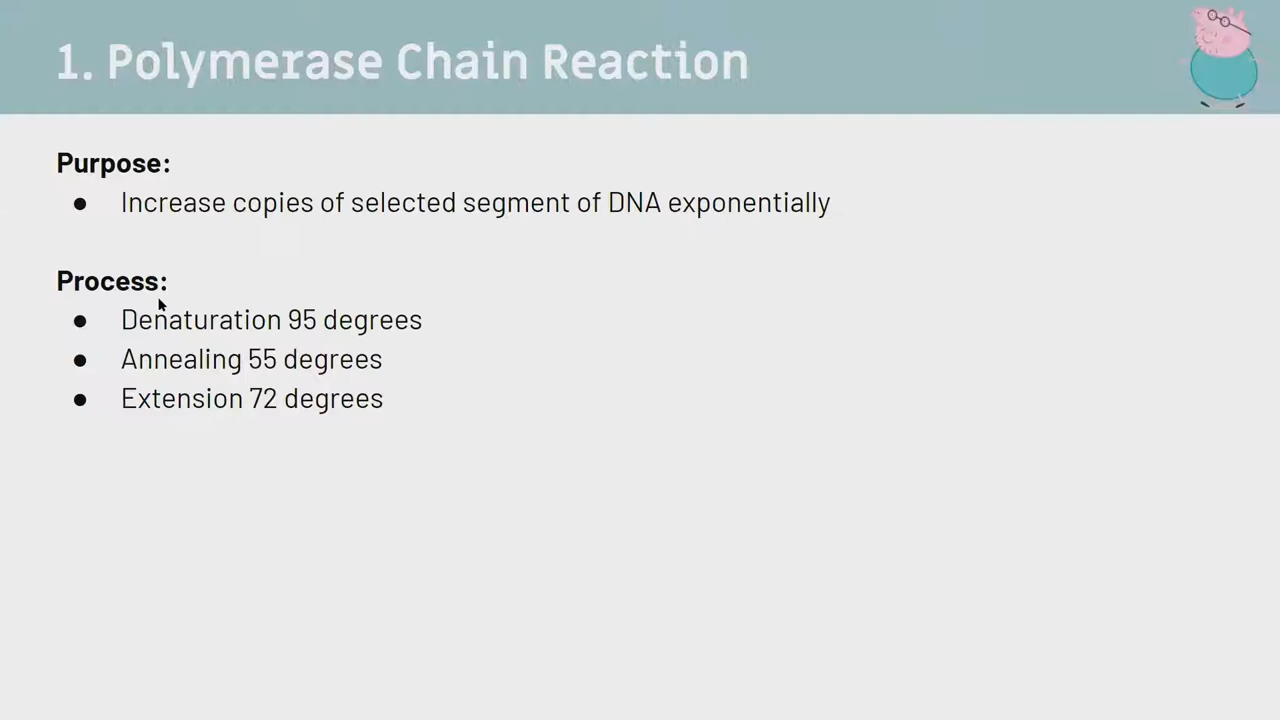 1. Polymerase Chain Reaction
Purpose:
● Increase copies of selected segment of DNA exponentially
Process:
● Denaturation 95 degrees
● Annealing 55 degrees
● Extension 72 degrees